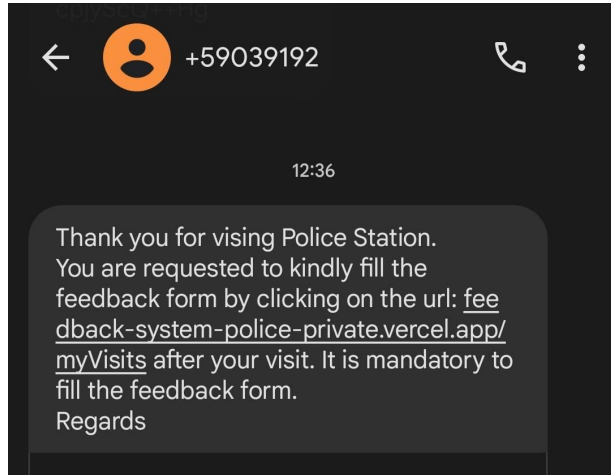 +59039192
12:36
Thank you for vising Police Station.
You are requested to kindly fill the
feedback form by clicking on the url: fee
dback-system-police-private.vercel.app/
myVisits after your visit. It is mandatory to
fill the feedback form.
Regards